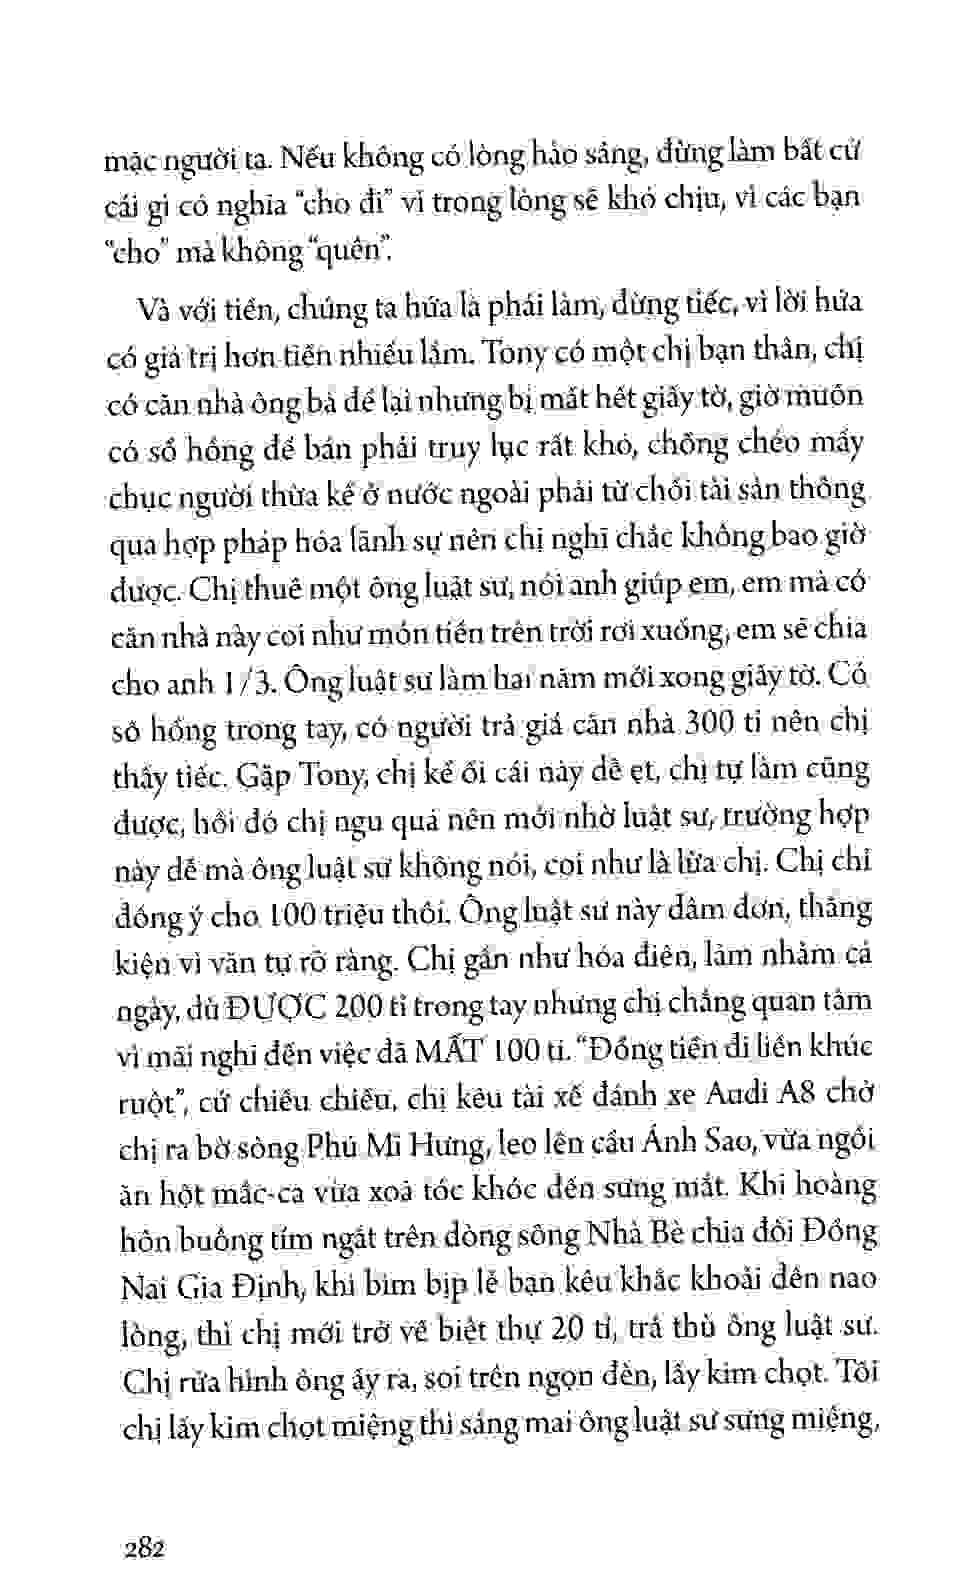 mặc người ta. Nếu không có lòng hào sảng, đừng làm bất cứ
cái gì có nghĩa “cho đi” vì trong lòng sẽ khó chịu, vì các bạn
“cho” mà không “quên”.
Và với tiền, chúng ta hứa là phải làm, đừng tiếc, vì lời hứa
có giá trị hơn tiền nhiều lắm. Tony có một chị bạn thân, chị
có căn nhà ông bà để lại nhưng bị mất hết giấy tờ, giờ muốn
có sổ hồng để bán phải truy lục rất khó, chồng chéo mấy
chục người thừa kế ở nước ngoài phải từ chối tài sản thông
qua hợp pháp hóa lãnh sự nên chị nghĩ chắc không bao giờ
được. Chị thuê một ông luật sư, nói anh giúp em, em mà có
căn nhà này coi như món tiền trên trời rơi xuống, em sẽ chia
cho anh 1/3. Ông luật sư làm hai năm mới xong giấy tờ. Có
sổ hồng trong tay, có người trả giá căn nhà 300 tỉ nên chị
thấy tiếc. Gặp Tony, chị kể ối cái này dễ ẹt, chị tự làm cũng
được, hồi đó chị ngu quá nên mới nhờ luật sư, trường hợp
này dễ mà ông luật sư không nói, coi như là lừa chị. Chị chỉ
đồng ý cho 100 triệu thôi. Ông luật sư này đâm đơn, thắng
kiện vì văn tự rõ ràng. Chị gần như hóa điên, lảm nhảm cả
ngày, dù ĐƯỢC 200 tỉ trong tay nhưng chị chẳng quan tâm
vì mãi nghĩ đến việc đã MẤT 100 tỉ. “Đồng tiền đi liền khúc
ruột”, cứ chiều chiều, chị kêu tài xế đánh xe Audi A8 chở
chị ra bờ sông Phú Mĩ Hưng, leo lên cầu Ánh Sao, vừa ngồi
ăn hột mắc-ca vừa xoã tóc khóc đến sưng mắt. Khi hoàng
hôn buông tím ngắt trên dòng sông Nhà Bè chia đôi Đồng
Nai Gia Định, khi bìm bịp lẻ bạn kêu khắc khoải đến nao
lòng, thì chị mới trở về biệt thự 20 tỉ, trả thù ông luật sư.
Chị rửa hình ông ấy ra, soi trên ngọn đèn, lấy kim chọt. Tối
chị lấy kim chọt miệng thì sáng mai ông luật sư sưng miệng,
282